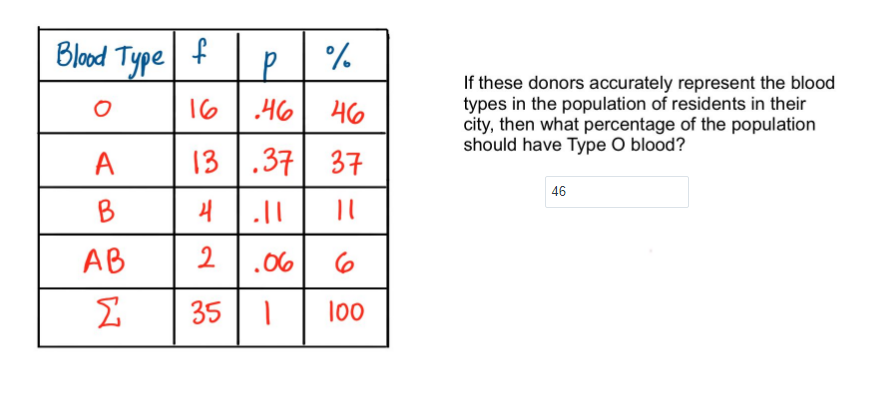 Blood Type f p %
O 16 .46 46
A 13 .37 37
B 4 .11 11
AB 2 .06 6
Σ 35 1 100
If these donors accurately represent the blood
types in the population of residents in their
city, then what percentage of the population
should have Type O blood?
46